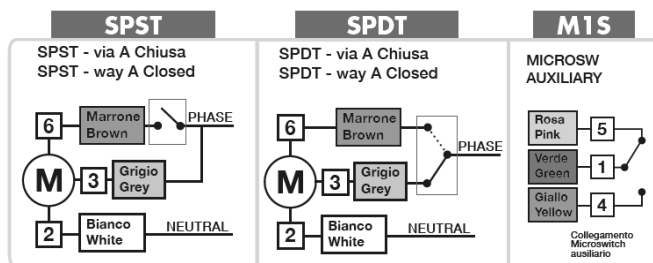 SPST
SPST - via A Chiusa
SPST - way A Closed
6
Marrone
Brown
PHASE
M
3
Grigio
Grey
2
Bianco
White
NEUTRAL
SPDT
SPDT - via A Chiusa
SPDT - way A Closed
6
Marrone
Brown
PHASE
M
3
Grigio
Grey
2
Bianco
White
NEUTRAL
M1S
MICROSW
AUXILIARY
Rosa
Pink
5
Verde
Green
1
Giallo
Yellow
4
Collegamento
Microswitch
ausiliario